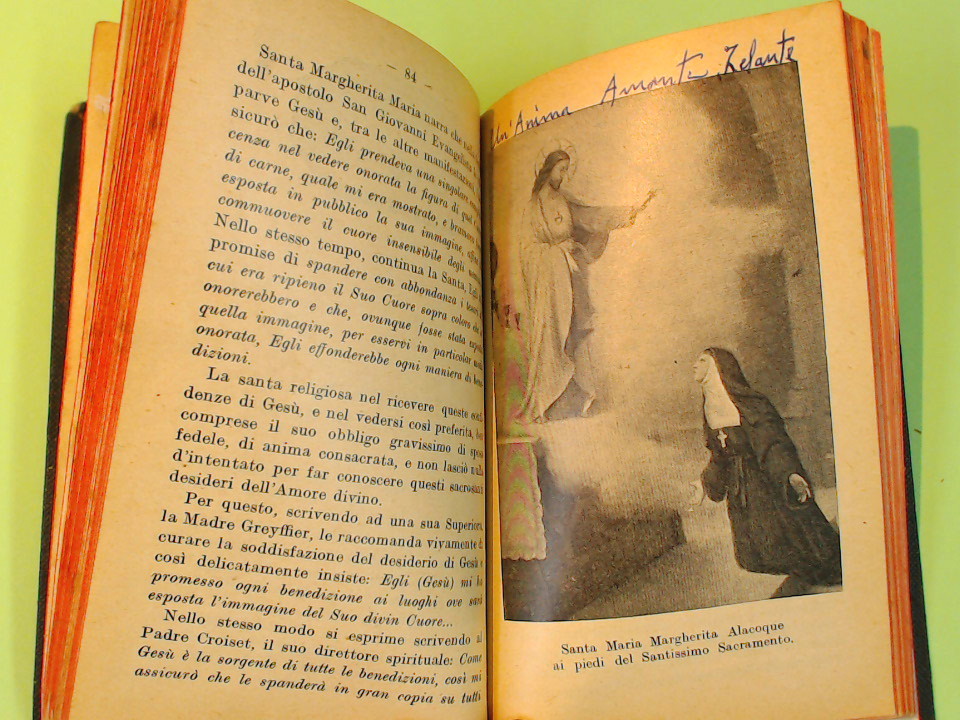 84
Santa Margherita Maria narra che
dell'apostolo San Giovanni Evangelista
parve Gesù e, tra le altre manifestazioni
sicurò che: Egli prendeva una singolare
cenza nel vedere onorata la figura di quel
di carne, quale mi era mostrato, e bramava
esposta in pubblico la sua immagine,
commuovere il cuore insensibile degli
Nello stesso tempo, continua la Santa, Egli
promise di spandere con abbondanza i
cui era ripieno il Suo Cuore sopra coloro che
onorerebbero e che, ovunque fosse stata
quella immagine, per esservi in particolar
onorata, Egli effonderebbe ogni maniera di bene
dizioni.
La santa religiosa nel ricevere queste
denze di Gesù, e nel vedersi così preferita,
comprese il suo obbligo gravissimo di
fedele, di anima consacrata, e non lasciò nulla
d'intentato per far conoscere questi
desideri dell'Amore divino.
Per questo, scrivendo ad una sua Superiora,
la Madre Greyffier, le raccomanda vivamente di
curare la soddisfazione del desiderio di Gesù e
così delicatamente insiste: Egli (Gesù) mi ha
promesso ogni benedizione ai luoghi ove sarà
esposta l'immagine del Suo divin Cuore...
Nello stesso modo si esprime scrivendo al
Padre Croiset, il suo direttore spirituale: Come
Gesù è la sorgente di tutte le benedizioni, così mi
assicurò che le spanderà in gran copia su tutti
un'Anima Amante Zelante
Santa Maria Margherita Alacoque
ai piedi del Santissimo Sacramento.